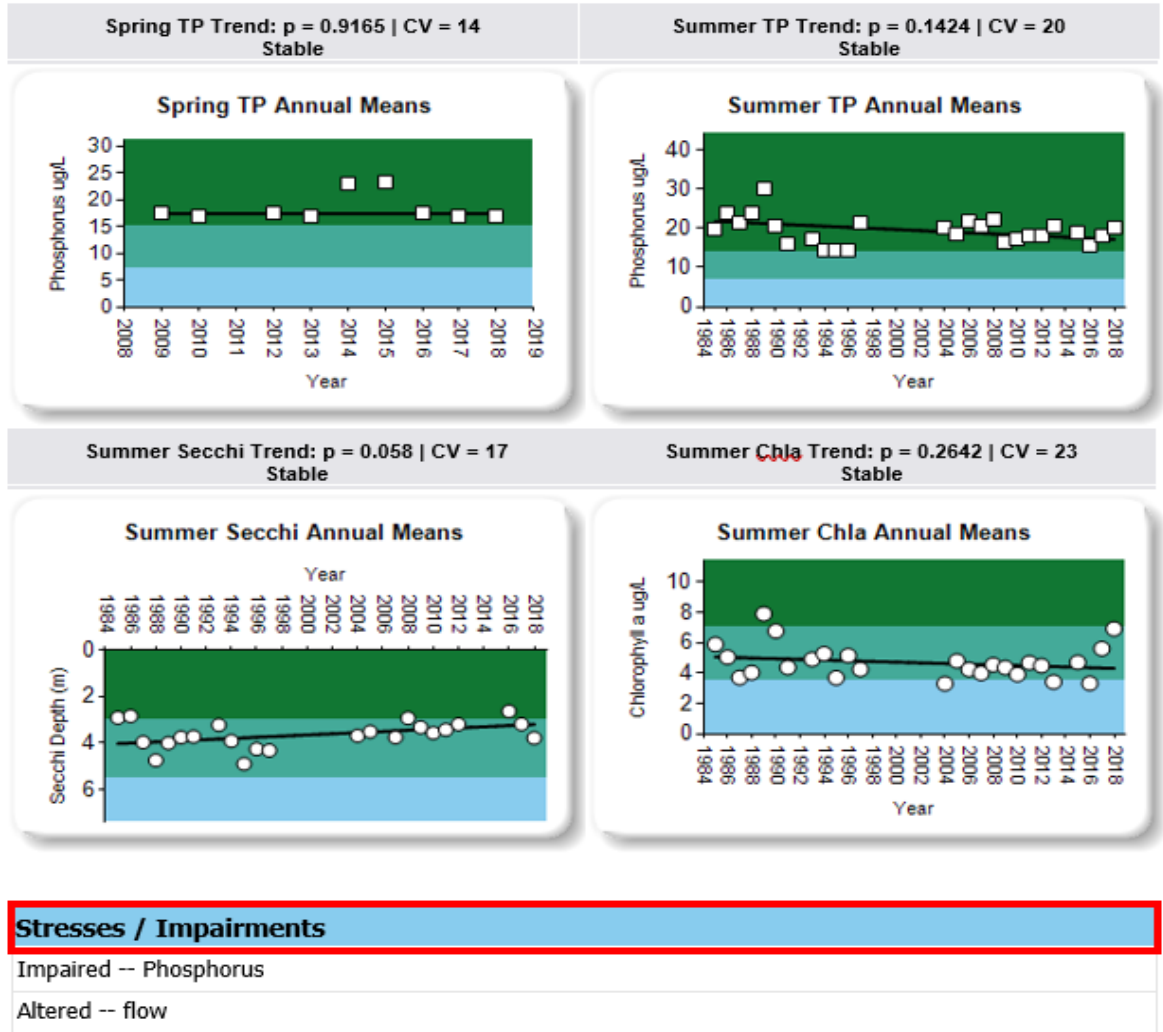 Spring TP Trend: p = 0.9165 | CV = 14
Stable
Summer TP Trend: p = 0.1424 | CV = 20
Stable
Spring TP Annual Means
Phosphorus ug/L
30
25
20
15
10
5
0
2008 2009 2010 2011 2012 2013 2014 2015 2016 2017 2018 2019
Year
Summer TP Annual Means
Phosphorus ug/L
40
30
20
10
0
1984 1986 1988 1990 1992 1994 1996 1998 2000 2002 2004 2006 2008 2010 2012 2014 2016 2018
Year
Summer Secchi Trend: p = 0.058 | CV = 17
Stable
Summer Chla Trend: p = 0.2642 | CV = 23
Stable
Summer Secchi Annual Means
Year
1984 1986 1988 1990 1992 1994 1996 1998 2000 2002 2004 2006 2008 2010 2012 2014 2016 2018
Secchi Depth (m)
0
2
4
6
Summer Chla Annual Means
Chlorophyll a ug/L
10
8
6
4
2
0
1984 1986 1988 1990 1992 1994 1996 1998 2000 2002 2004 2006 2008 2010 2012 2014 2016 2018
Year
Stresses / Impairments
Impaired -- Phosphorus
Altered -- flow